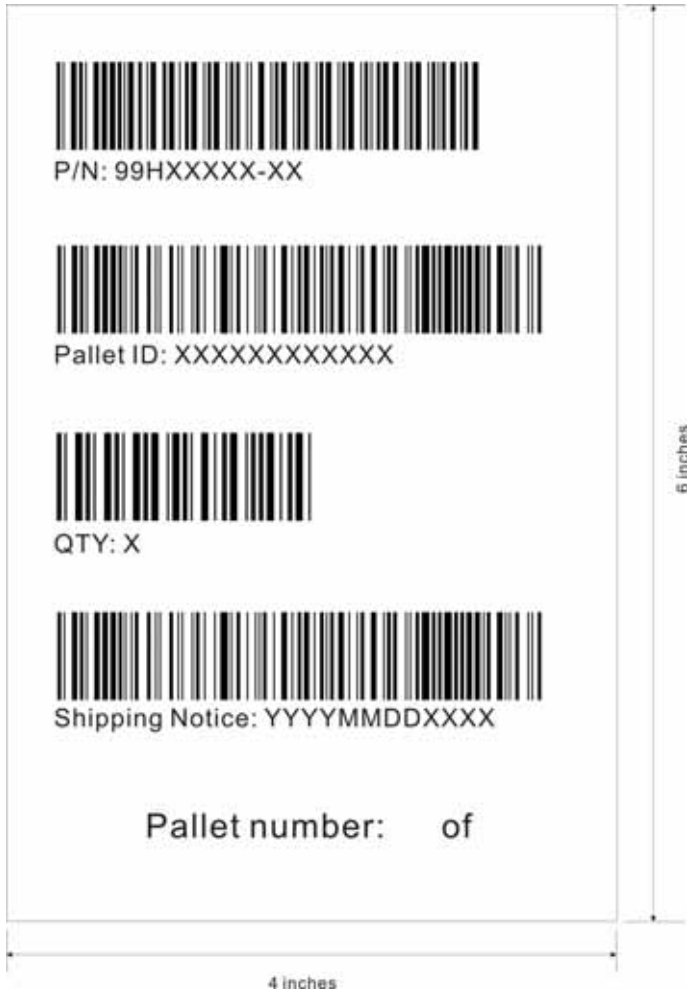 P/N: 99HXXXXX-XX
Pallet ID: XXXXXXXXXXXX
QTY: X
Shipping Notice: YYYYMMDDXXXX
Pallet number: of
6 inches
4 inches